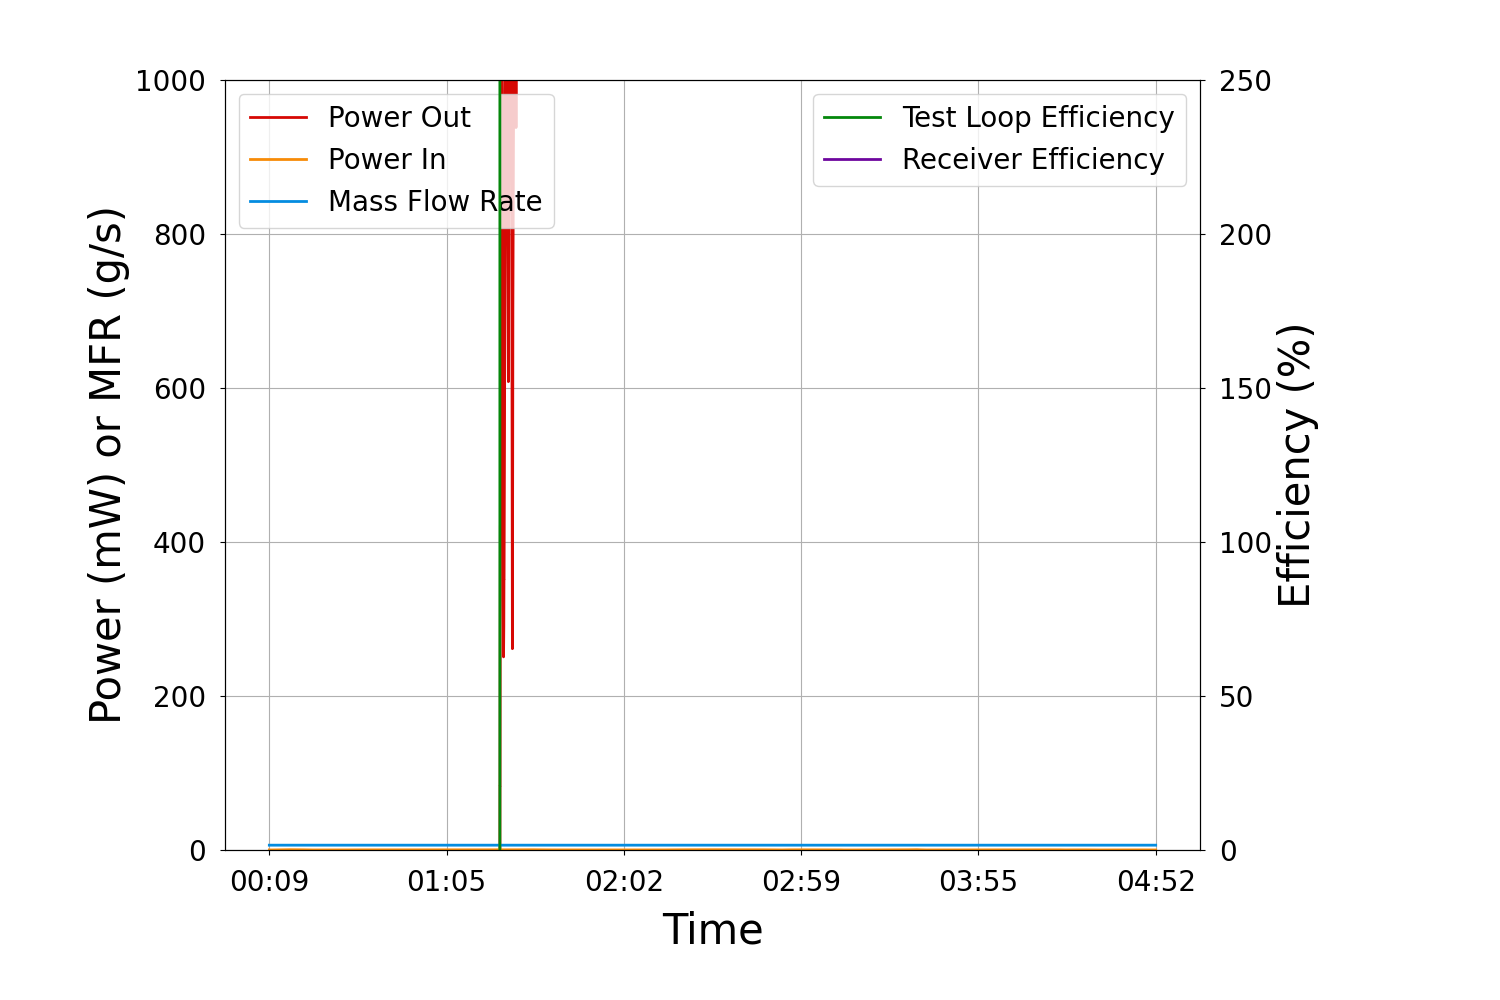 1000
800
600
400
200
0
Power (mW) or MFR (g/s)
Power Out
Power In
Mass Flow Rate
Test Loop Efficiency
Receiver Efficiency
250
200
150
100
50
0
Efficiency (%)
00:09 01:05 02:02 02:59 03:55 04:52
Time